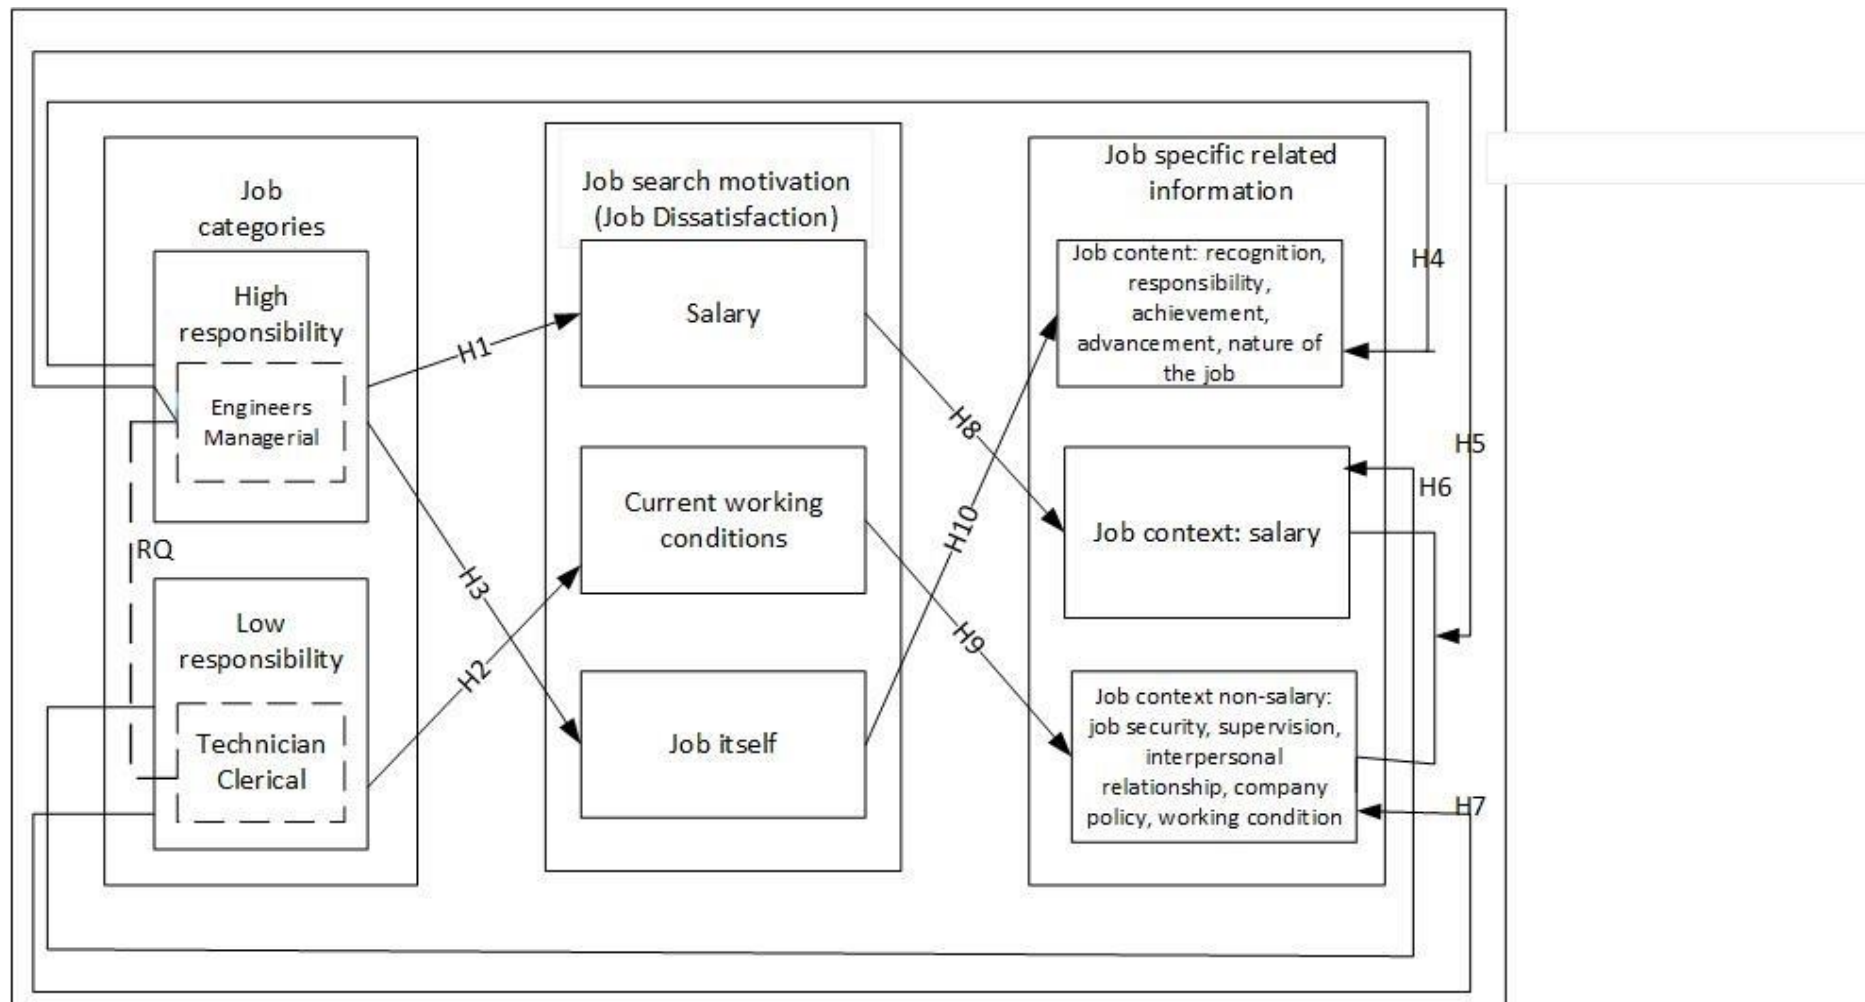 Job
categories
High
responsibility
Engineers
Managerial
RQ
Low
responsibility
Technician
Clerical
H1
H3
H2
Job search motivation
(Job Dissatisfaction)
Salary
Current working
conditions
Job itself
H8
H10
H9
Job specific related
information
Job content: recognition,
responsibility,
achievement,
advancement, nature of
the job
Job context: salary
Job context non-salary:
job security, supervision,
interpersonal
relationship, company
policy, working condition
H4
H5
H6
H7